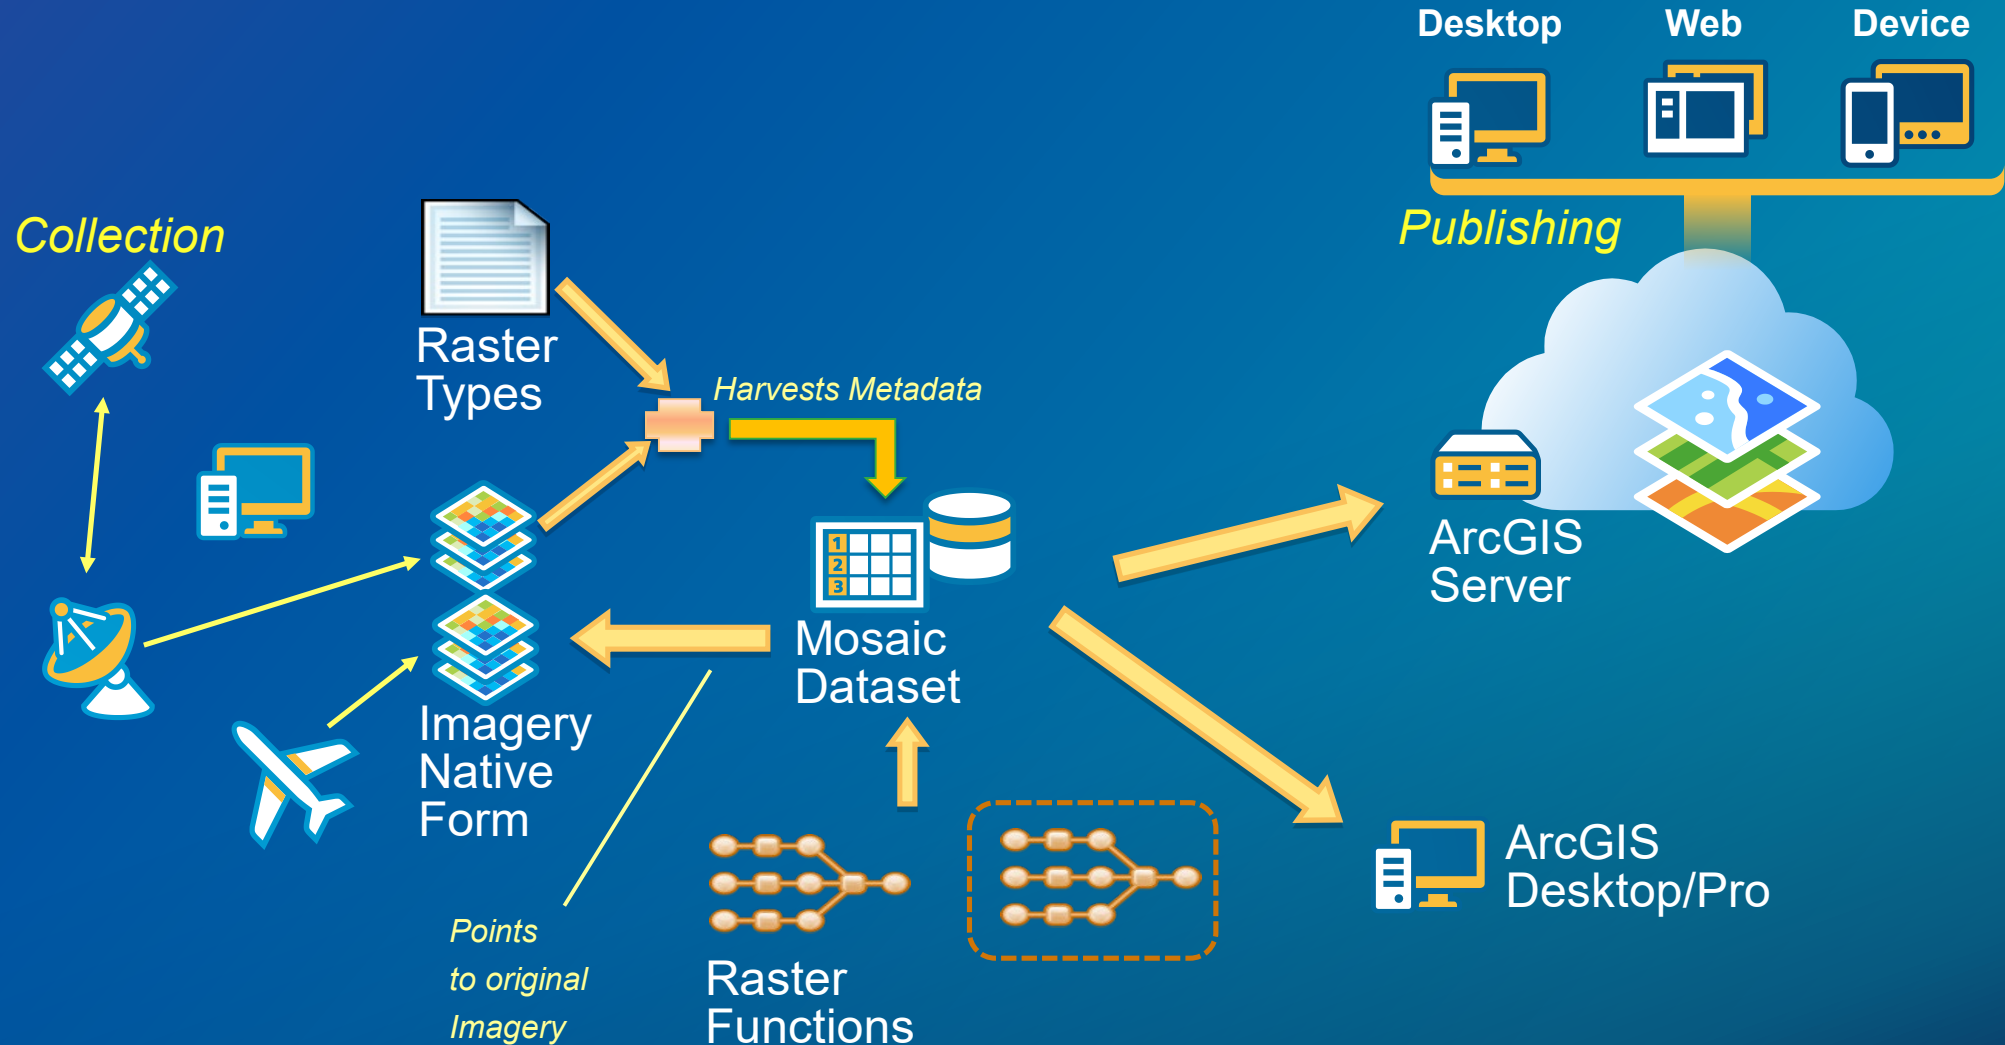 Desktop
Web
Device
Collection
Publishing
Raster
Types
Harvests Metadata
1
2
3
ArcGIS
Server
Mosaic
Dataset
Imagery
Native
Form
ArcGIS
Desktop/Pro
Points
to original
Imagery
Raster
Functions